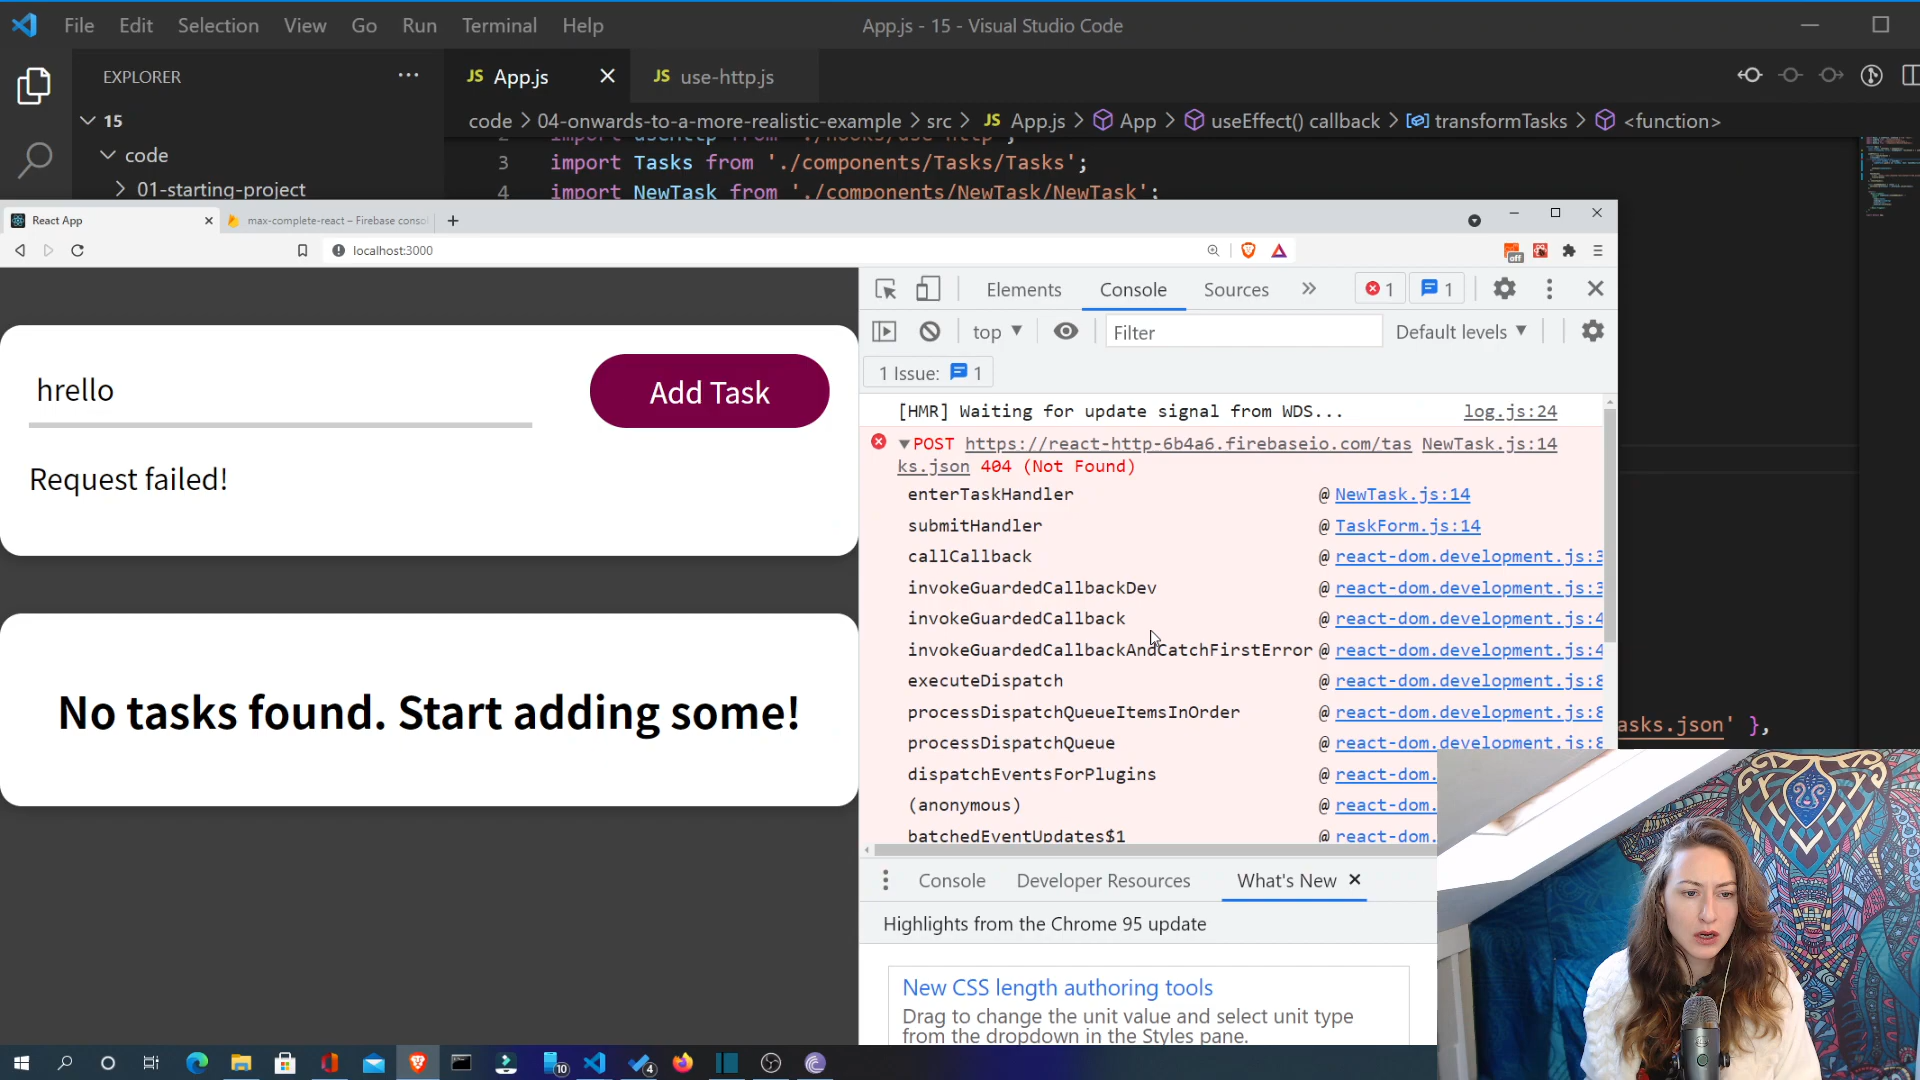 File Edit Selection View Go Run Terminal Help
App.js - 15 - Visual Studio Code
EXPLORER
JS App.js
JS use-http.js
15
code
01-starting-project
code 04-onwards-to-a-more-realistic-example src JS App.js App useEffect() callback transformTasks <function>
3 import Tasks from './components/Tasks/Tasks';
4 import NewTask from './components/NewTask/NewTask';
React App
max-complete-react – Firebase conso
localhost:3000
hrello
Add Task
Request failed!
No tasks found. Start adding some!
Elements Console Sources 1 1
top Filter Default levels
1 Issue: 1
[HMR] Waiting for update signal from WDS... log.js:24
POST https://react-http-6b4a6.firebaseio.com/tas NewTask.js:14
ks.json 404 (Not Found)
enterTaskHandler @ NewTask.js:14
submitHandler @ TaskForm.js:14
callCallback @ react-dom.development.js:3
invokeGuardedCallbackDev @ react-dom.development.js:3
invokeGuardedCallback @ react-dom.development.js:4
invokeGuardedCallbackAndCatchFirstError @ react-dom.development.js:4
executeDispatch @ react-dom.development.js:8
processDispatchQueueItemsInOrder @ react-dom.development.js:8
processDispatchQueue @ react-dom.development.js:8
dispatchEventsForPlugins @ react-dom.
(anonymous) @ react-dom.
batchedEventUpdates$1 @ react-dom.
asks.json' },
Console Developer Resources What's New
Highlights from the Chrome 95 update
New CSS length authoring tools
Drag to change the unit value and select unit type
from the dropdown in the Styles pane.
10
4